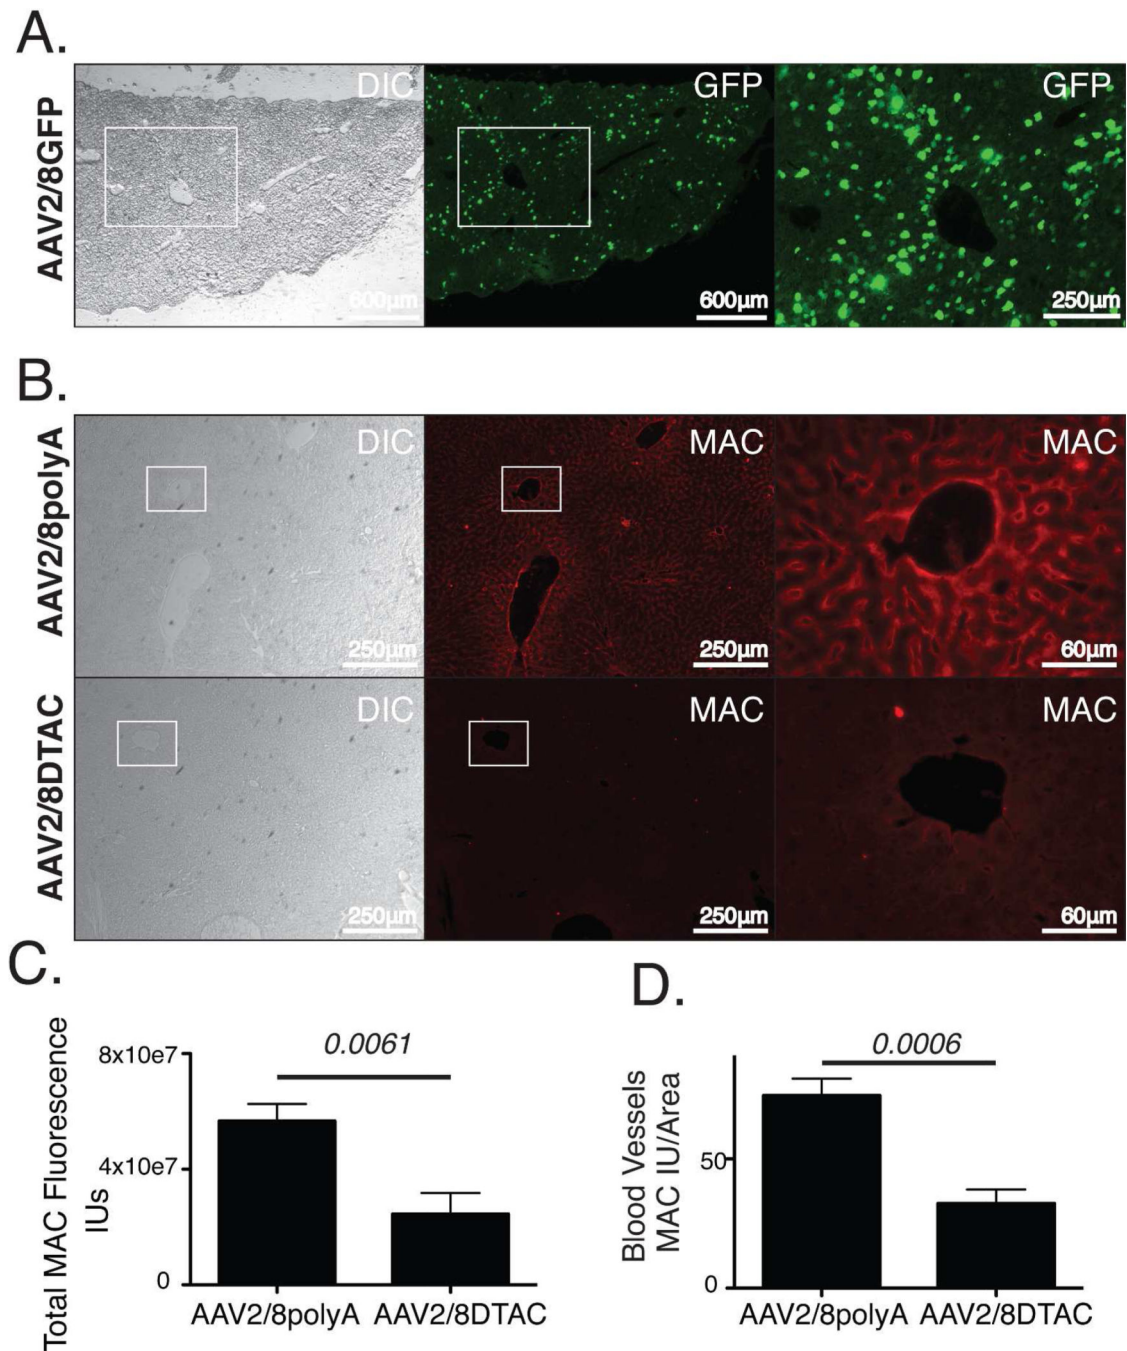 A.
AAV2/8GFP
DIC
GFP
GFP
600µm
600µm
250µm
B.
AAV2/8polyA
DIC
MAC
MAC
250µm
250µm
60µm
AAV2/8DTAC
DIC
MAC
MAC
250µm
250µm
60µm
C.
Total MAC Fluorescence
IUs
8x10e7
4x10e7
0
0.0061
AAV2/8polyA
AAV2/8DTAC
D.
Blood Vessels
MAC IU/Area
50
0
0.0006
AAV2/8polyA
AAV2/8DTAC